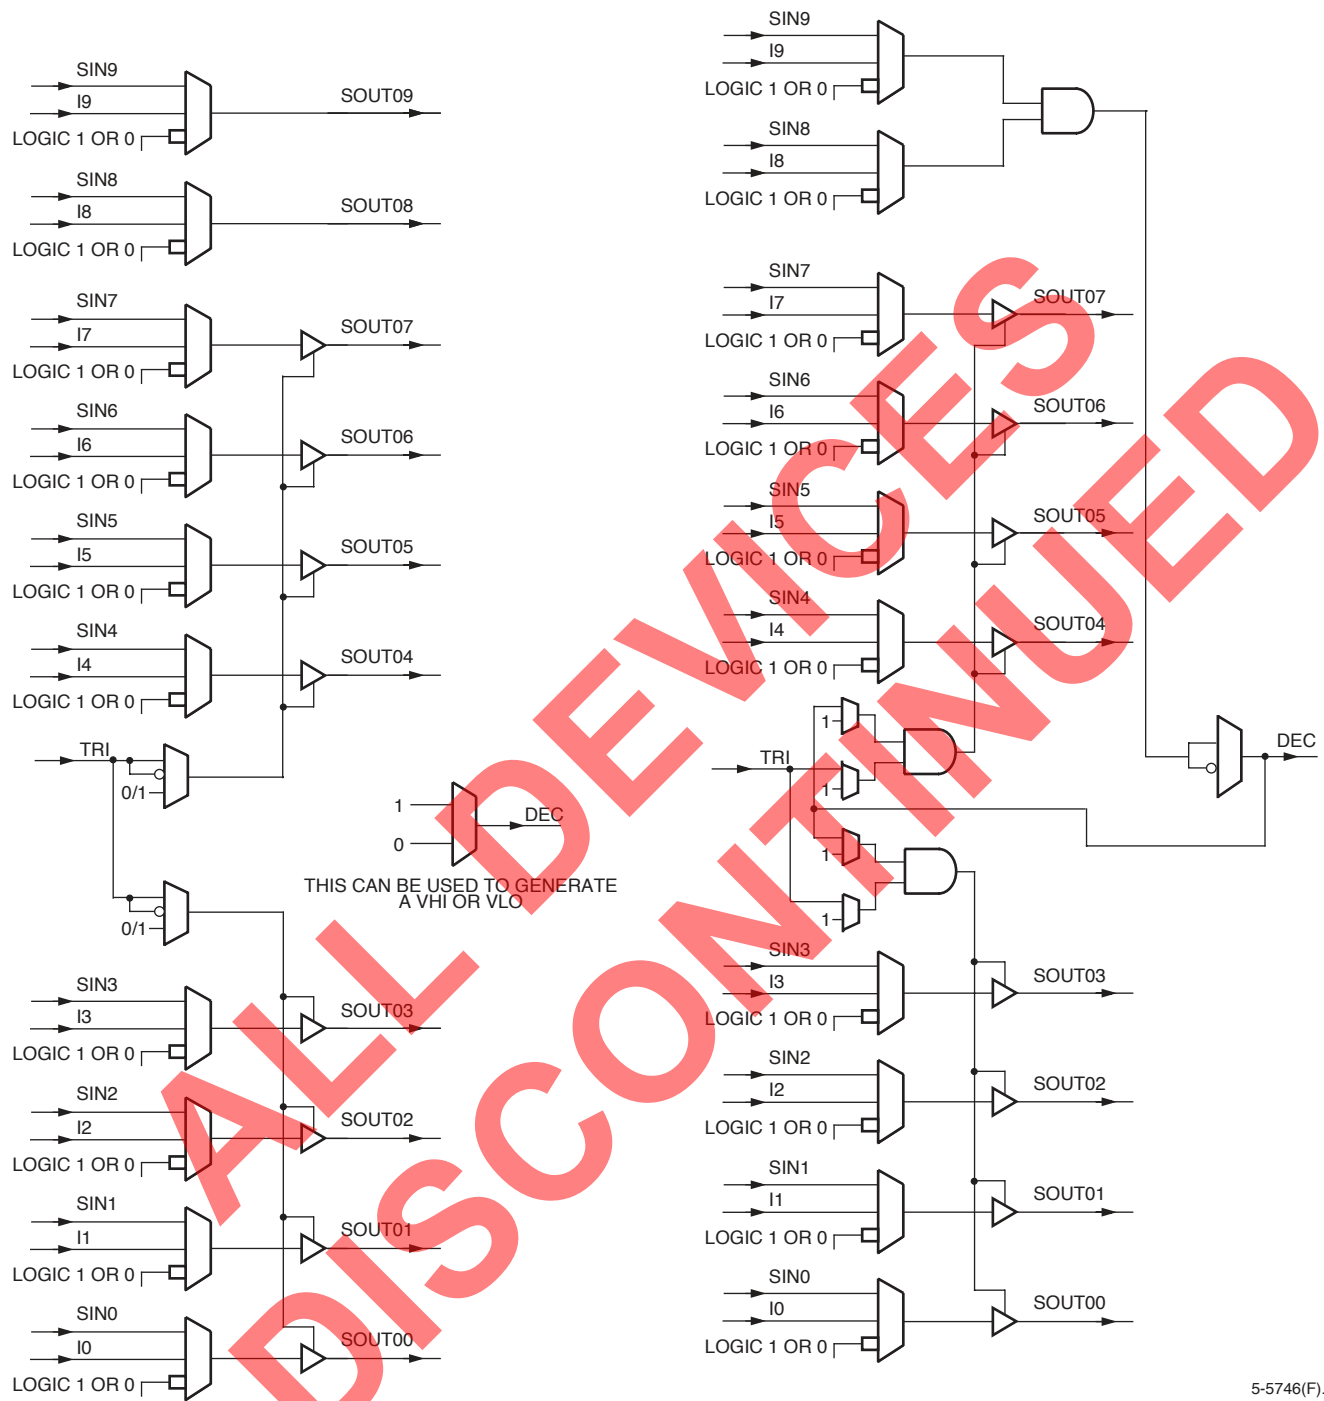 SIN9
I9
LOGIC 1 OR 0
SOUT09
SIN8
I8
LOGIC 1 OR 0
SOUT08
SIN7
I7
LOGIC 1 OR 0
SOUT07
SIN6
I6
LOGIC 1 OR 0
SOUT06
SIN5
I5
LOGIC 1 OR 0
SOUT05
SIN4
I4
LOGIC 1 OR 0
SOUT04
TRI
0/1
0/1
SIN3
I3
LOGIC 1 OR 0
SOUT03
SIN2
I2
LOGIC 1 OR 0
SOUT02
SIN1
I1
LOGIC 1 OR 0
SOUT01
SIN0
I0
LOGIC 1 OR 0
SOUT00
1
0
DEC
THIS CAN BE USED TO GENERATE
A VHI OR VLO
SIN9
I9
LOGIC 1 OR 0
SIN8
I8
LOGIC 1 OR 0
SIN7
I7
LOGIC 1 OR 0
SOUT07
SIN6
I6
LOGIC 1 OR 0
SOUT06
SIN5
I5
LOGIC 1 OR 0
SOUT05
SIN4
I4
LOGIC 1 OR 0
SOUT04
1
TRI
1
1
1
DEC
SIN3
I3
LOGIC 1 OR 0
SOUT03
SIN2
I2
LOGIC 1 OR 0
SOUT02
SIN1
I1
LOGIC 1 OR 0
SOUT01
SIN0
I0
LOGIC 1 OR 0
SOUT00
5-5746(F).
ALL DEVICES
DISCONTINUED